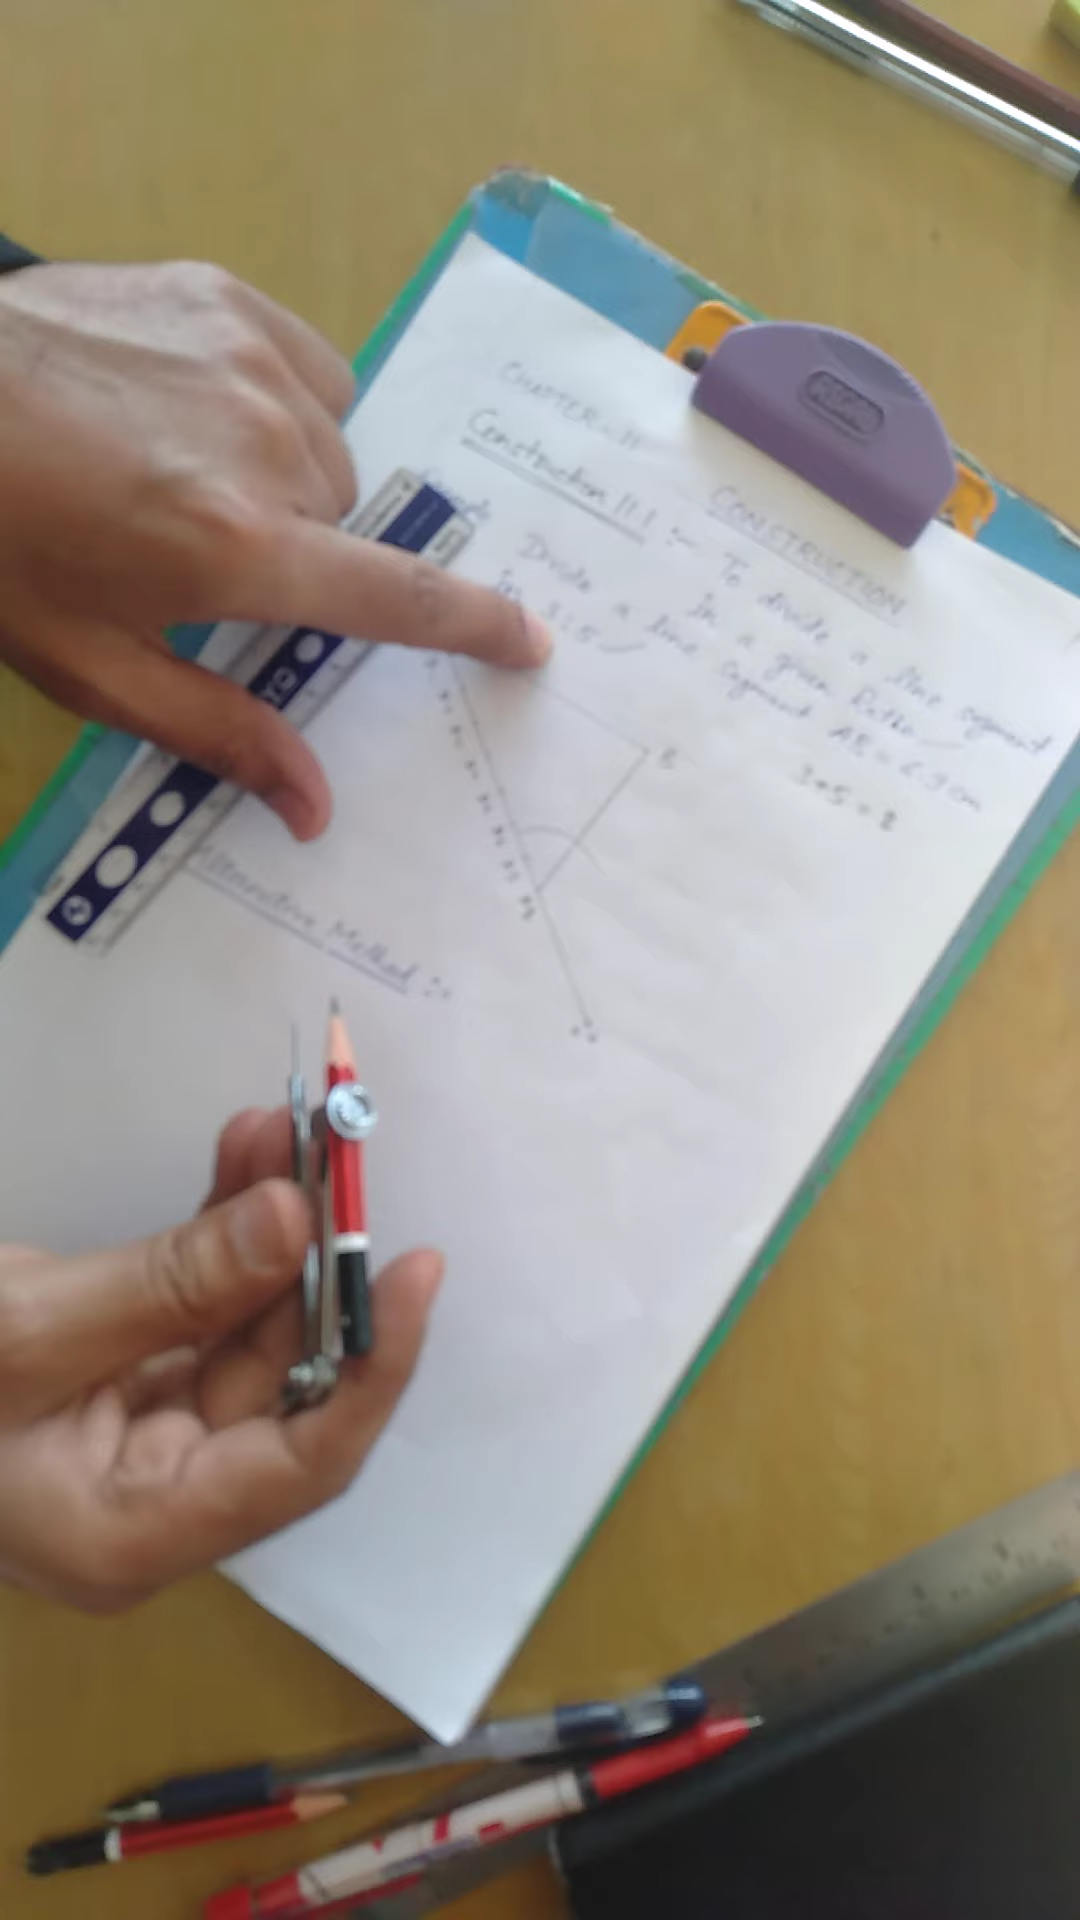 CHAPTER-11
CONSTRUCTION
Construction 11.1 :- To divide a line segment
In a given Ratio
Divide a line segment AB = 6.9 cm
In 3:5
3+5=8
B
Alternative Method :-